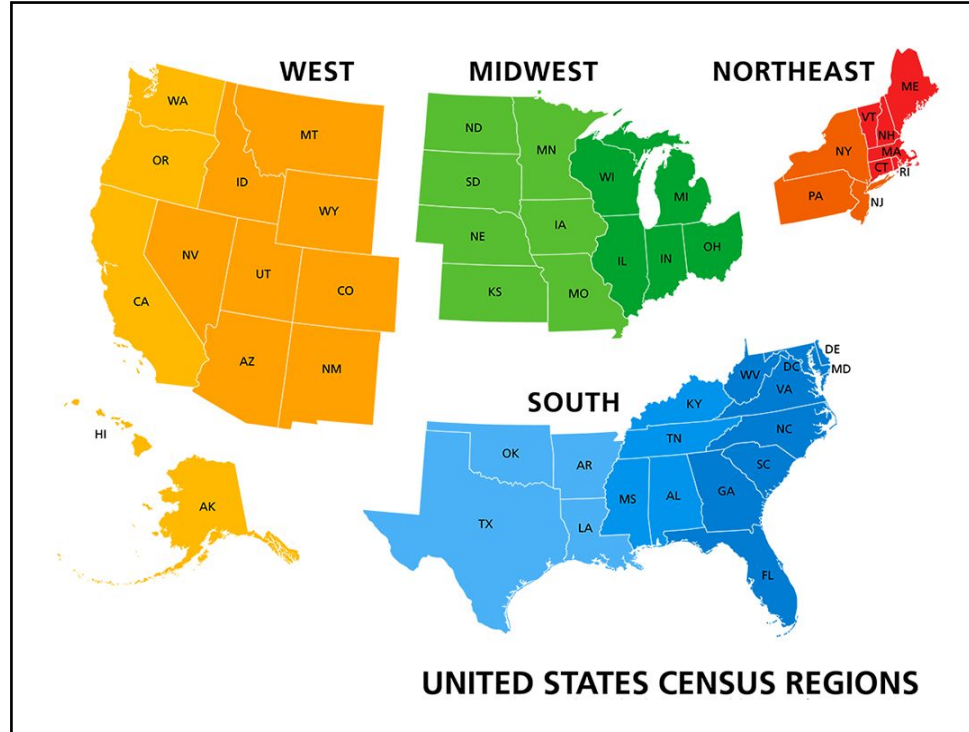 WEST
MIDWEST
NORTHEAST
WA
OR
CA
NV
ID
MT
WY
UT
CO
AZ
NM
HI
AK
ND
SD
NE
KS
MN
IA
MO
WI
IL
MI
IN
OH
ME
VT
NH
MA
CT
RI
NY
PA
NJ
SOUTH
OK
TX
AR
LA
KY
TN
MS
AL
WV
DC
DE
MD
VA
NC
SC
GA
FL
UNITED STATES CENSUS REGIONS